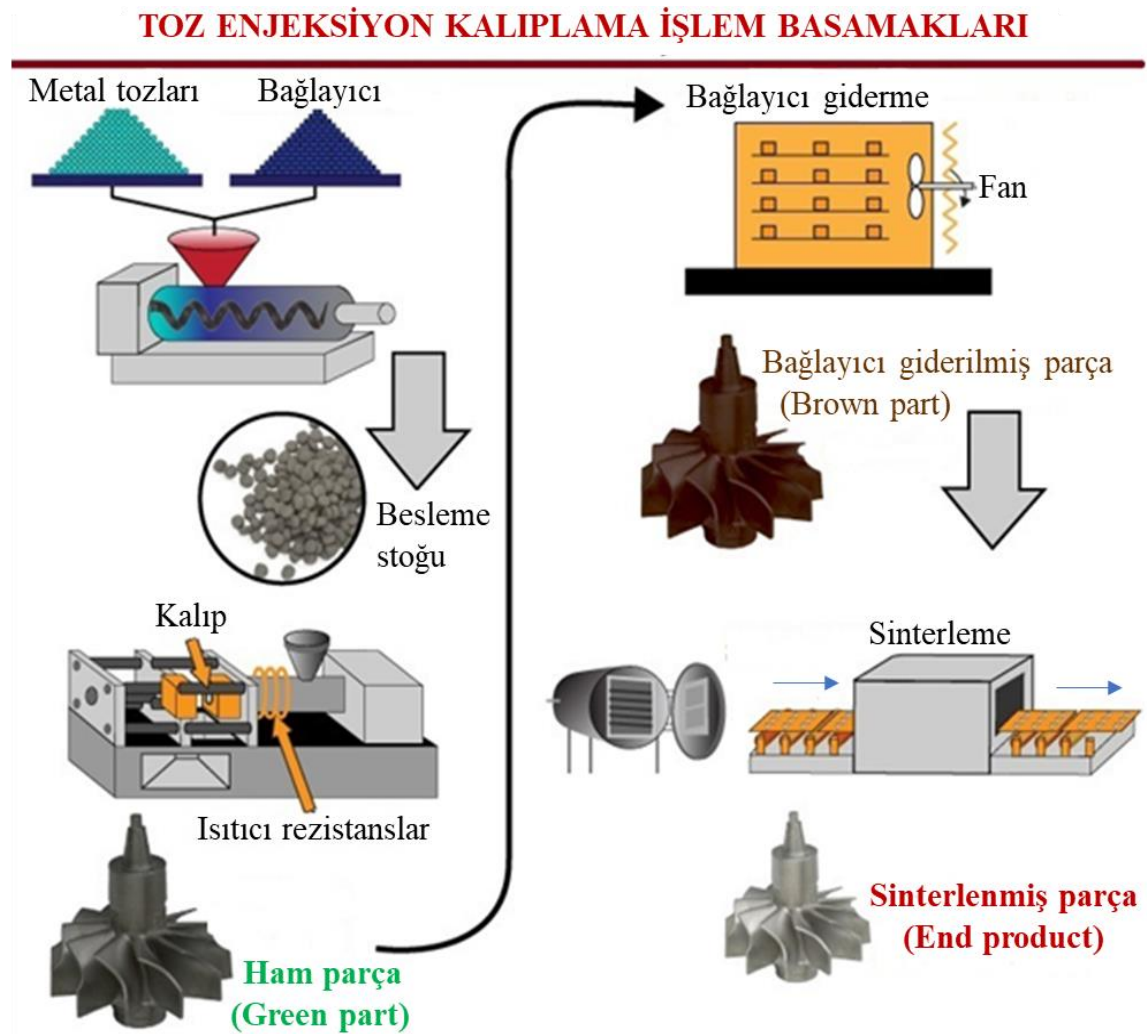 TOZ ENJEKSİYON KALIPLAMA İŞLEM BASAMAKLARI
Metal tozları
Bağlayıcı
Besleme
stoğu
Kalıp
Isıtıcı rezistanslar
Ham parça
(Green part)
Bağlayıcı giderme
Fan
Bağlayıcı giderilmiş parça
(Brown part)
Sinterleme
Sinterlenmiş parça
(End product)